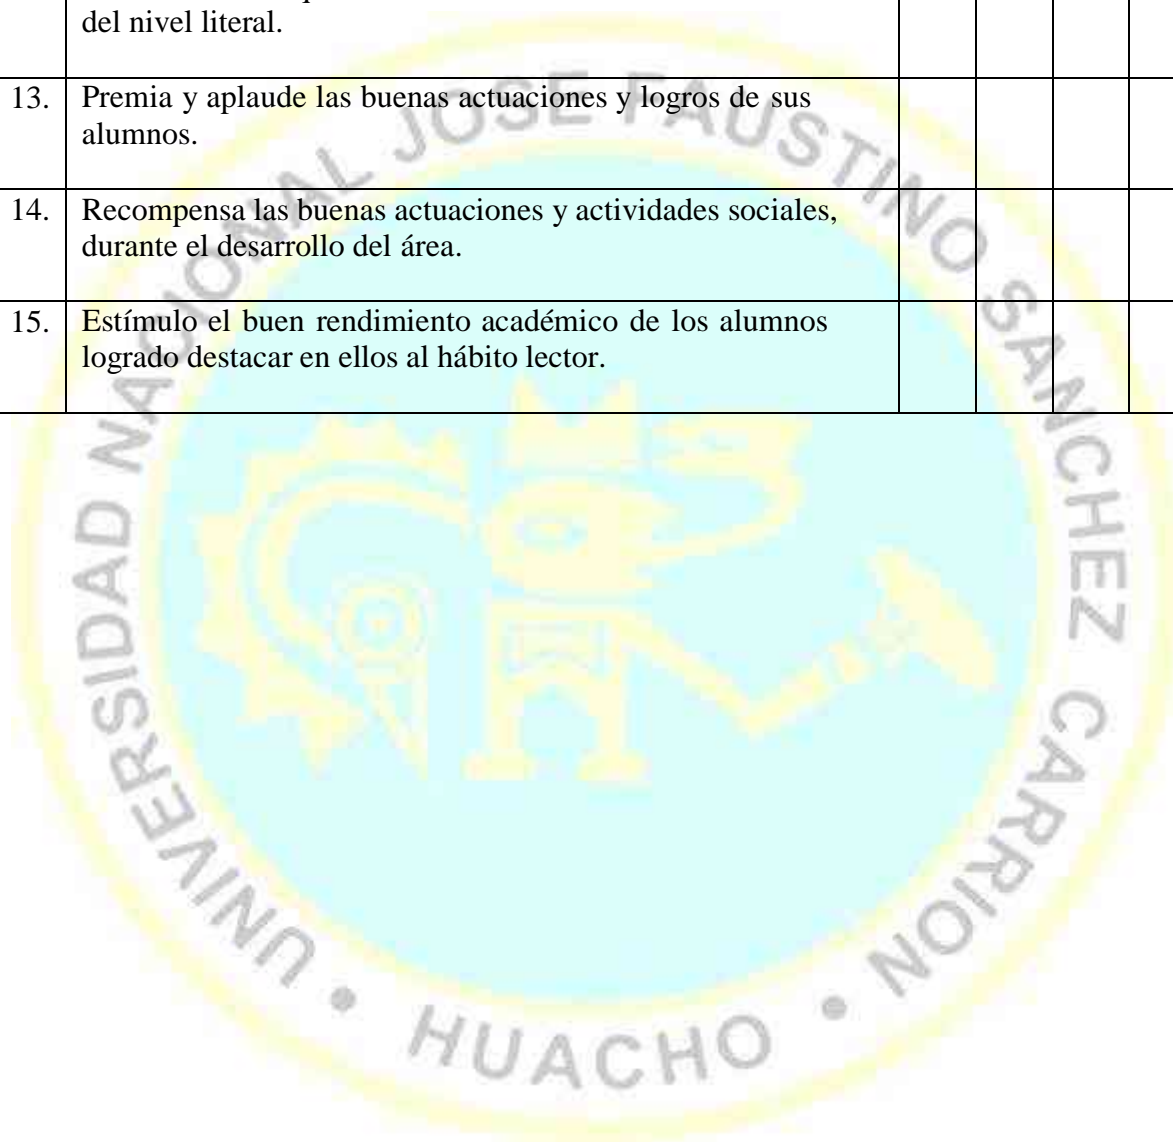 del nivel literal.
13. Premia y aplaude las buenas actuaciones y logros de sus
alumnos.
14. Recompensa las buenas actuaciones y actividades sociales,
durante el desarrollo del área.
15. Estímulo el buen rendimiento académico de los alumnos
logrado destacar en ellos al hábito lector.
UNIVERSIDAD NACIONAL JOSE FAUSTINO SANCHEZ CARRION • HUACHO •